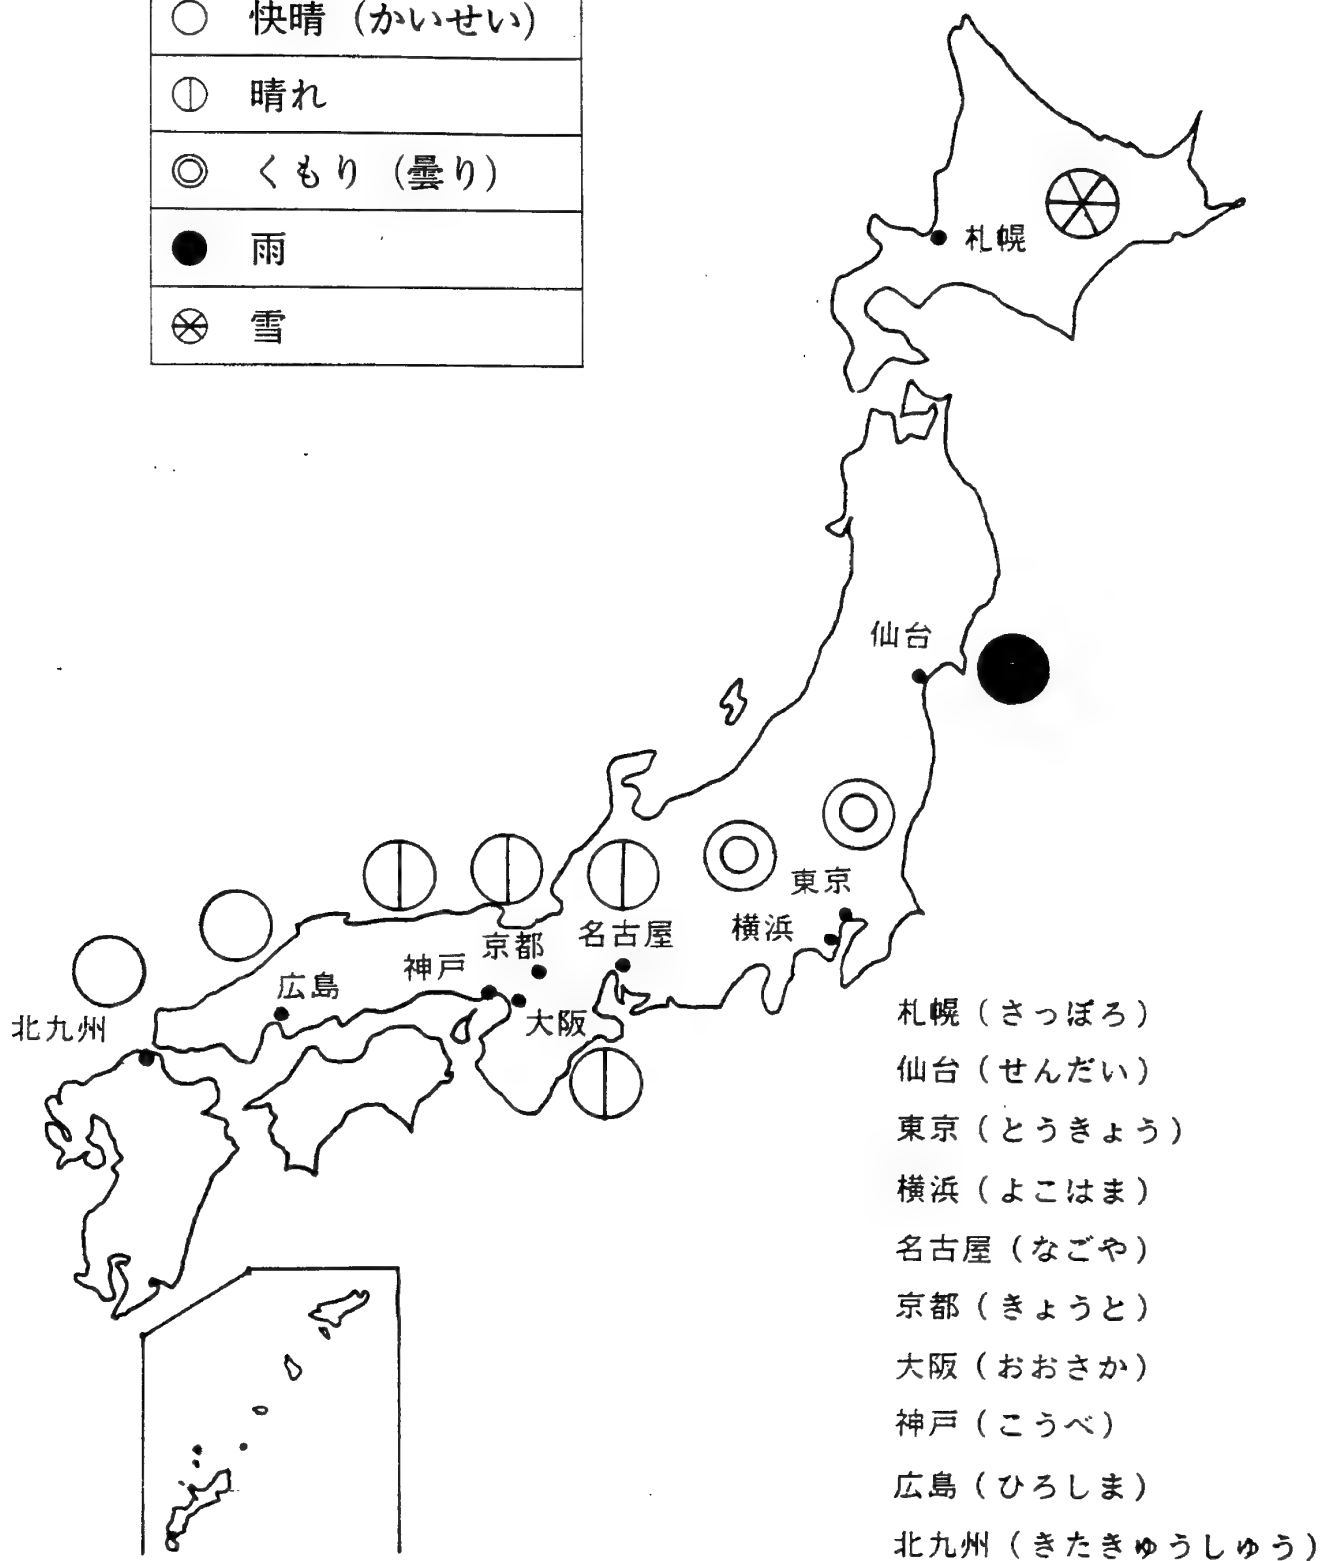 快晴（かいせい）
晴れ
くもり（曇り）
雨
雪
札幌
仙台
東京
横浜
名古屋
京都
神戸
大阪
広島
北九州
札幌（さっぽろ）
仙台（せんだい）
東京（とうきょう）
横浜（よこはま）
名古屋（なごや）
京都（きょうと）
大阪（おおさか）
神戸（こうべ）
広島（ひろしま）
北九州（きたきゅうしゅう）